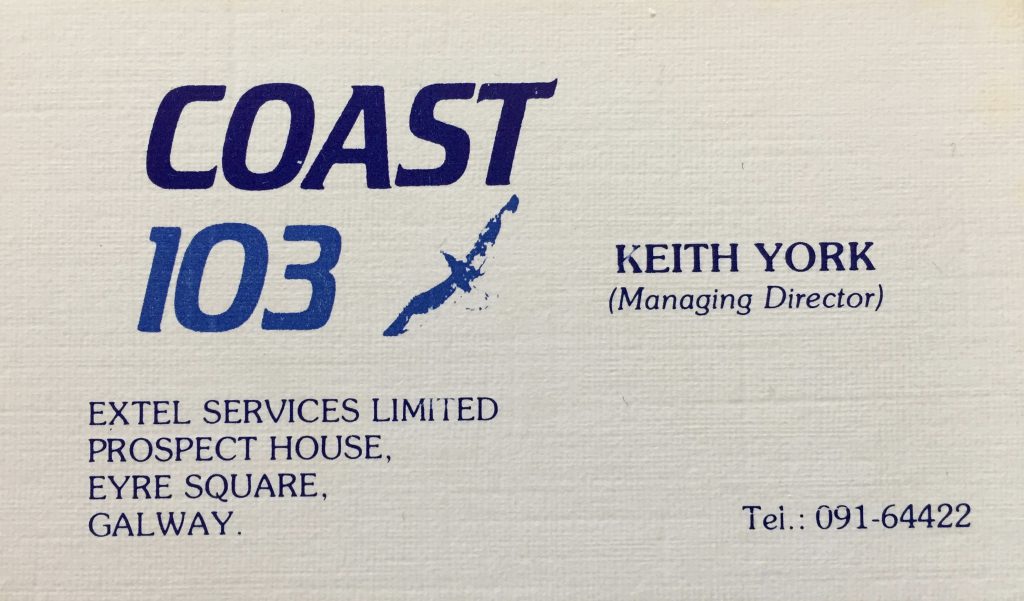 COAST
103
KEITH YORK
(Managing Director)
EXTEL SERVICES LIMITED
PROSPECT HOUSE,
EYRE SQUARE,
GALWAY.
Tel.: 091-64422